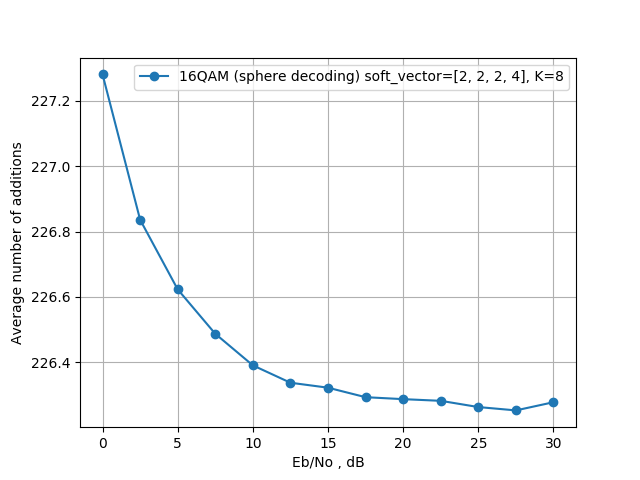 16QAM (sphere decoding) soft_vector=[2, 2, 2, 4], K=8
227.2
227.0
226.8
226.6
226.4
Average number of additions
0 5 10 15 20 25 30
Eb/No , dB